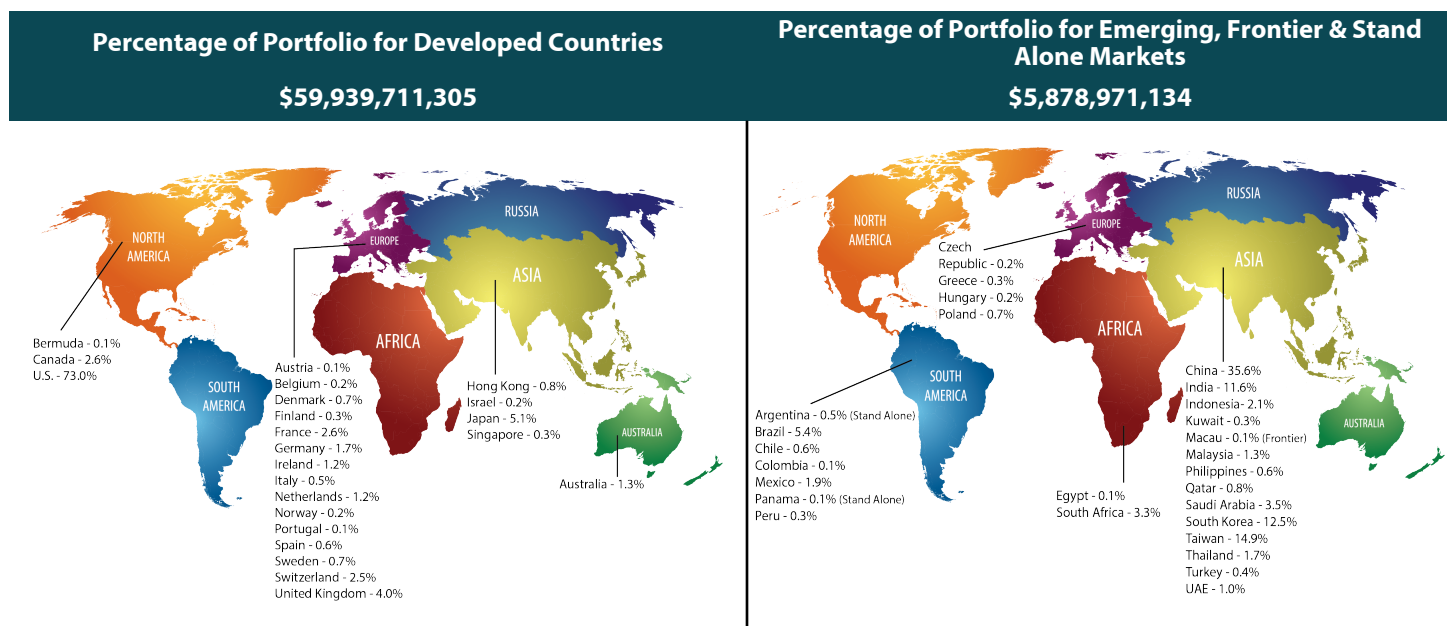 Percentage of Portfolio for Developed Countries
$59,939,711,305
NORTH
AMERICA
EUROPE
RUSSIA
ASIA
AFRICA
SOUTH
AMERICA
AUSTRALIA
Bermuda - 0.1%
Canada - 2.6%
U.S. - 73.0%
Austria - 0.1%
Belgium - 0.2%
Denmark - 0.7%
Finland - 0.3%
France - 2.6%
Germany - 1.7%
Ireland - 1.2%
Italy - 0.5%
Netherlands - 1.2%
Norway - 0.2%
Portugal - 0.1%
Spain - 0.6%
Sweden - 0.7%
Switzerland - 2.5%
United Kingdom - 4.0%
Hong Kong - 0.8%
Israel - 0.2%
Japan - 5.1%
Singapore - 0.3%
Australia - 1.3%
Percentage of Portfolio for Emerging, Frontier & Stand
Alone Markets
$5,878,971,134
NORTH
AMERICA
EUROPE
RUSSIA
ASIA
AFRICA
SOUTH
AMERICA
AUSTRALIA
Czech
Republic - 0.2%
Greece - 0.3%
Hungary - 0.2%
Poland - 0.7%
Argentina - 0.5% (Stand Alone)
Brazil - 5.4%
Chile - 0.6%
Colombia - 0.1%
Mexico - 1.9%
Panama - 0.1% (Stand Alone)
Peru - 0.3%
Egypt - 0.1%
South Africa - 3.3%
China - 35.6%
India - 11.6%
Indonesia- 2.1%
Kuwait - 0.3%
Macau - 0.1% (Frontier)
Malaysia - 1.3%
Philippines - 0.6%
Qatar - 0.8%
Saudi Arabia - 3.5%
South Korea - 12.5%
Taiwan - 14.9%
Thailand - 1.7%
Turkey - 0.4%
UAE - 1.0%